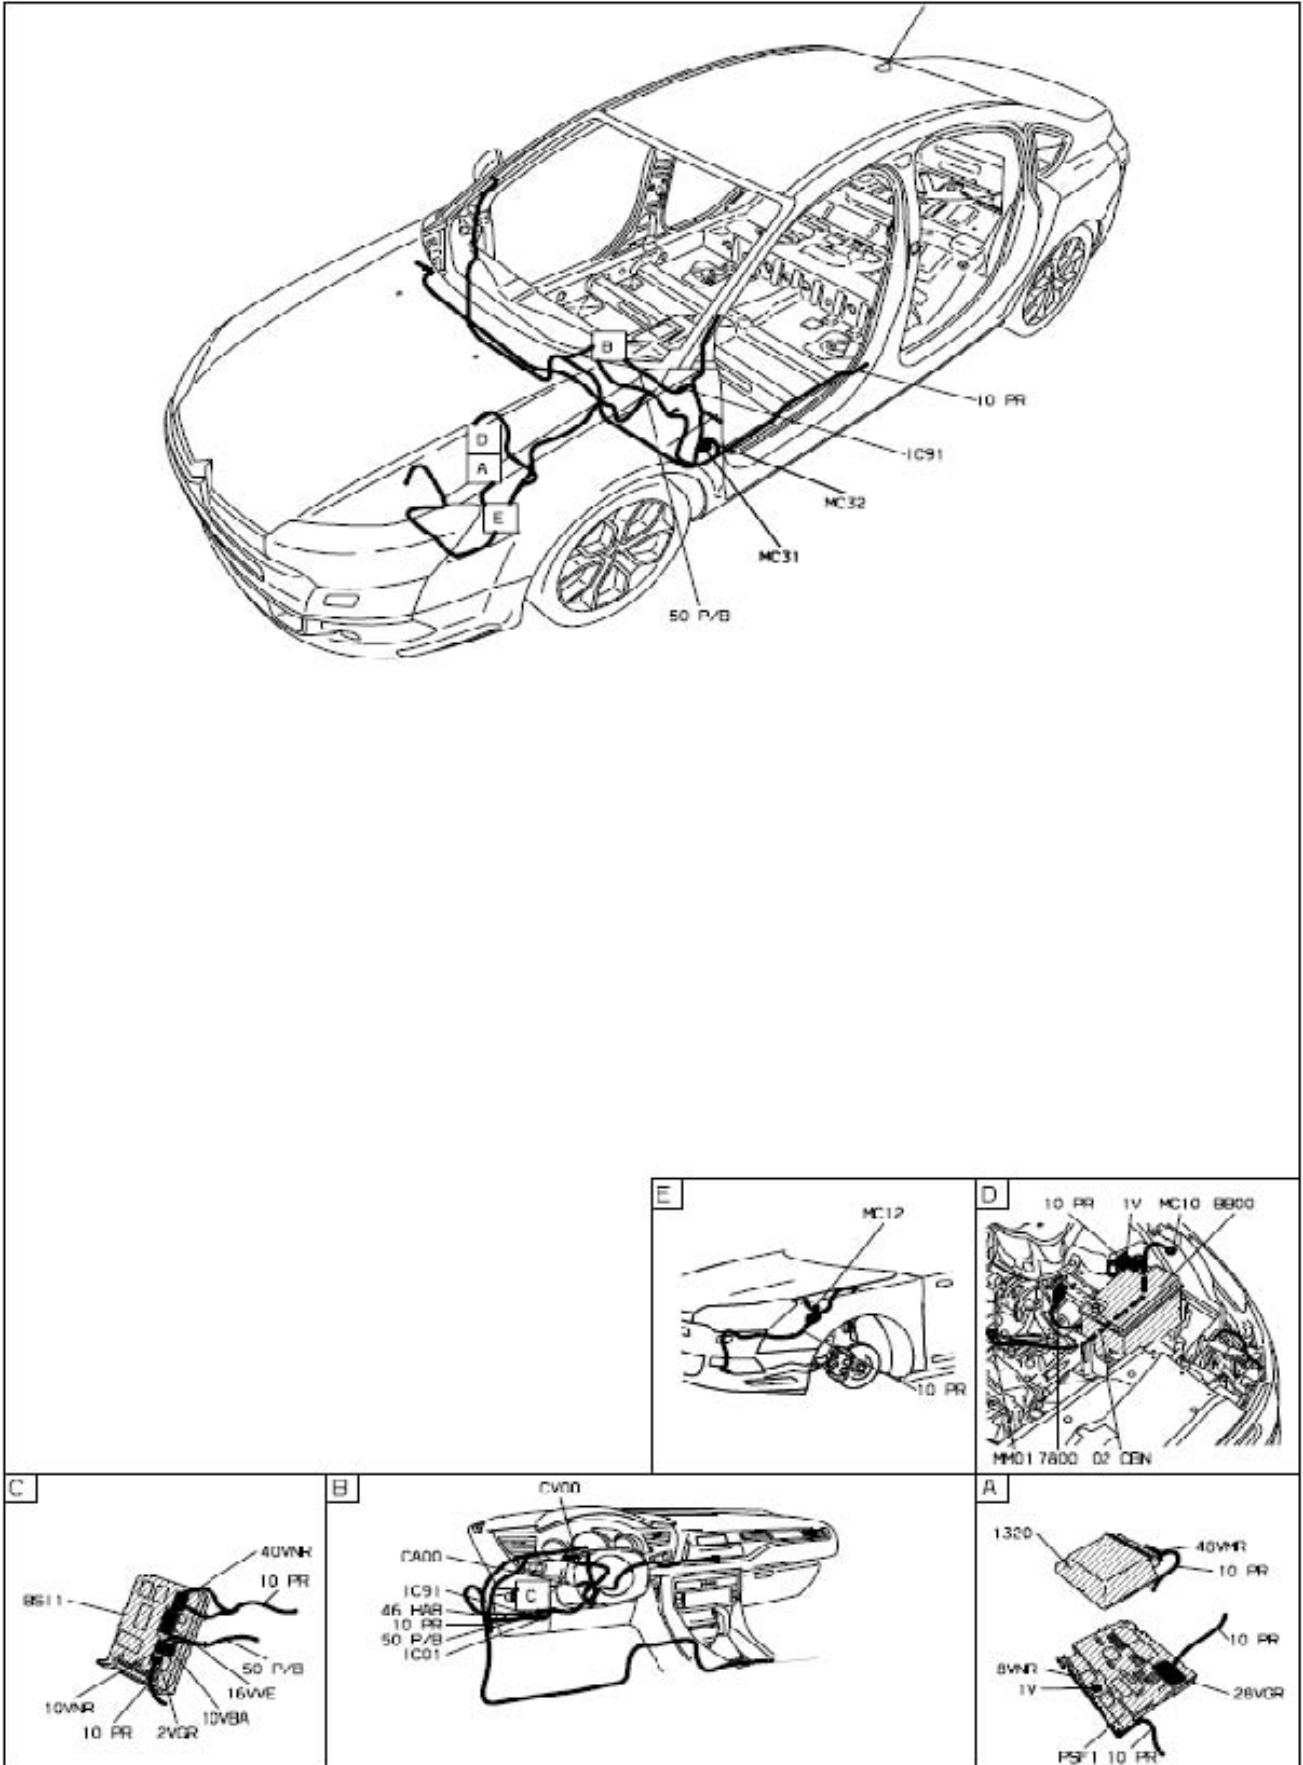 B
D
A
E
10 PR
IC91
MC32
MC31
50 P/B
E
MC12
10 PR
D
10 PR 1V MC10 BB00
MM01 7800 02 CBN
C
40VNR
10 PR
BSI1
50 P/B
16VVE
10VNR
10VBA
10 PR 2VGR
B
CV00
CA00
IC91
C
46 HAB
10 PR
50 P/B
IC01
A
1320
48VMR
10 PR
10 PR
8VNR
1V
28VGR
PSF1 10 PR